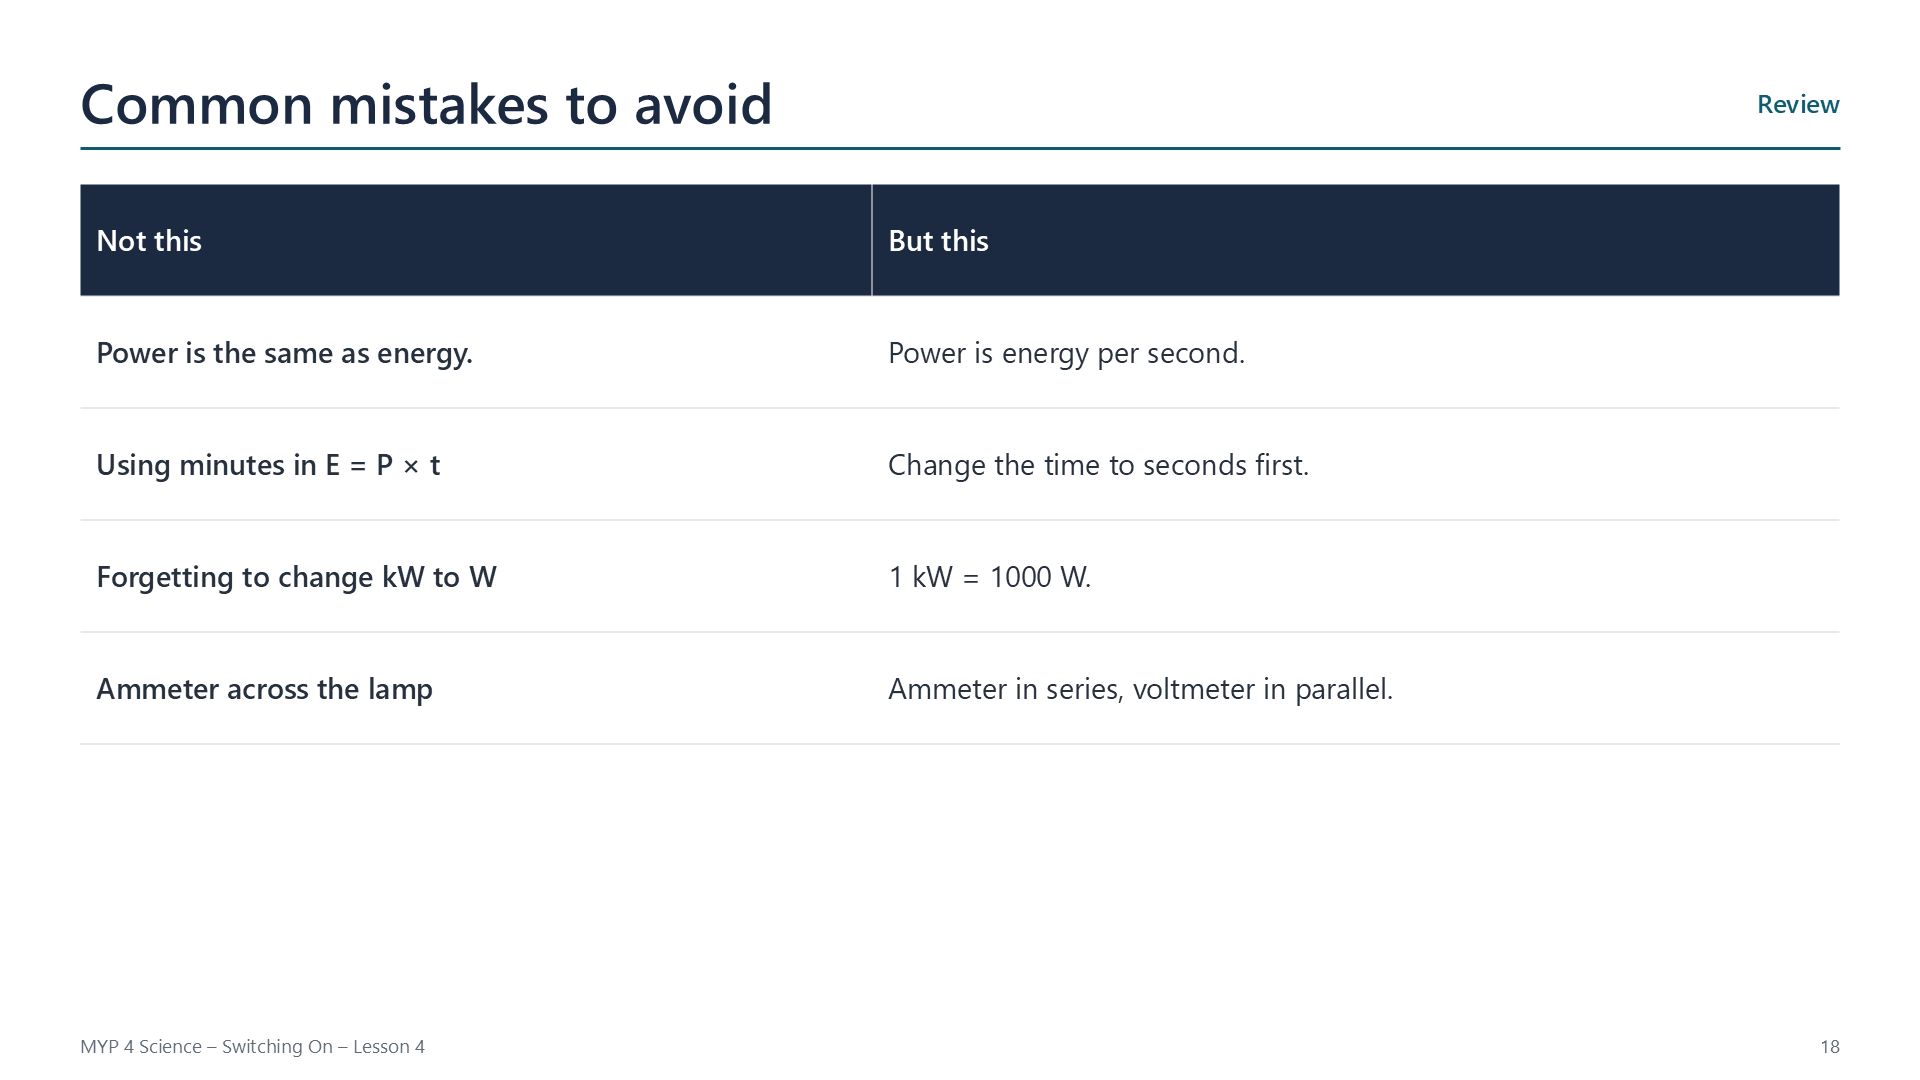 Common mistakes to avoid
Review
Not this
But this
Power is the same as energy.
Power is energy per second.
Using minutes in E = P × t
Change the time to seconds first.
Forgetting to change kW to W
1 kW = 1000 W.
Ammeter across the lamp
Ammeter in series, voltmeter in parallel.
MYP 4 Science – Switching On – Lesson 4
18